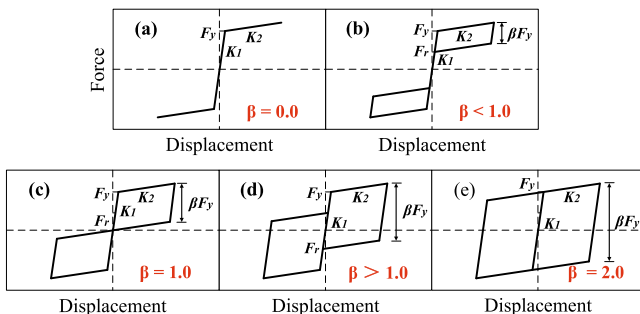 (a)
Fy
K2
K1
β = 0.0
(b)
Fy
K2
βFy
Fr
K1
β < 1.0
Force
Displacement
Displacement
(c)
Fy
K2
K1
βFy
Fr
β = 1.0
(d)
Fy
K2
K1
βFy
Fr
β > 1.0
(e)
Fy
K2
K1
βFy
β = 2.0
Displacement
Displacement
Displacement